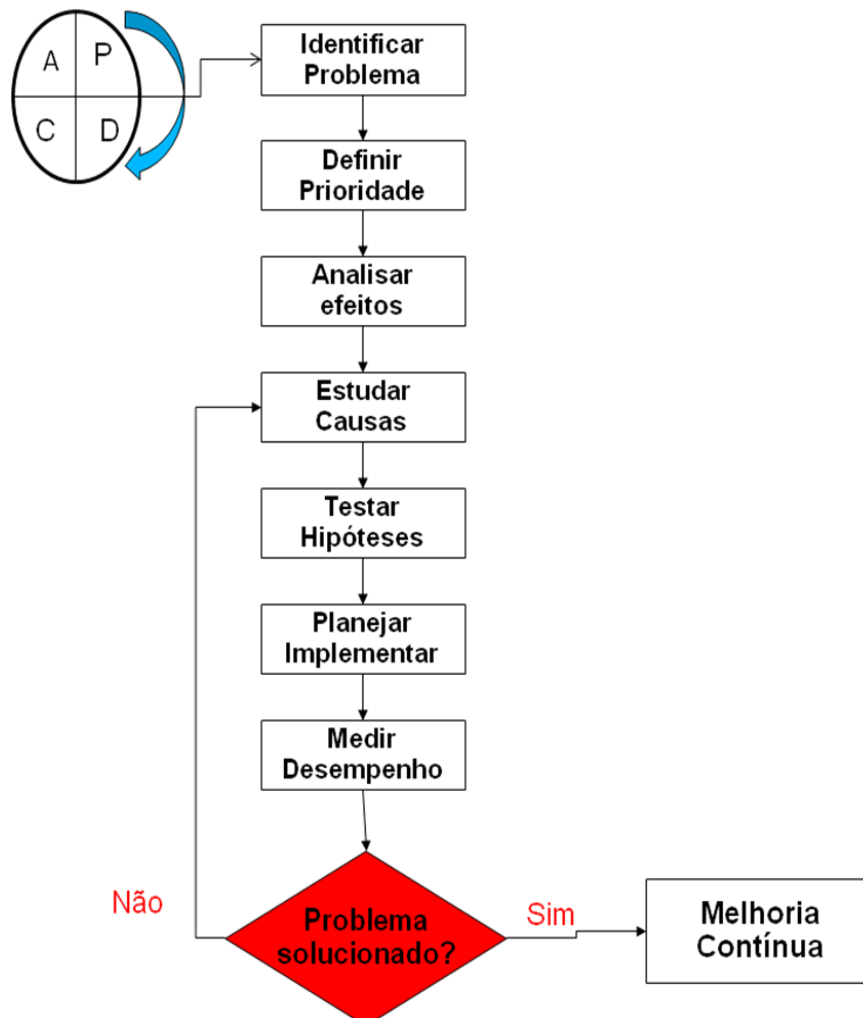 A P
C D
Identificar
Problema
Definir
Prioridade
Analisar
efeitos
Estudar
Causas
Testar
Hipóteses
Planejar
Implementar
Medir
Desempenho
Não
Problema
solucionado?
Sim
Melhoria
Contínua